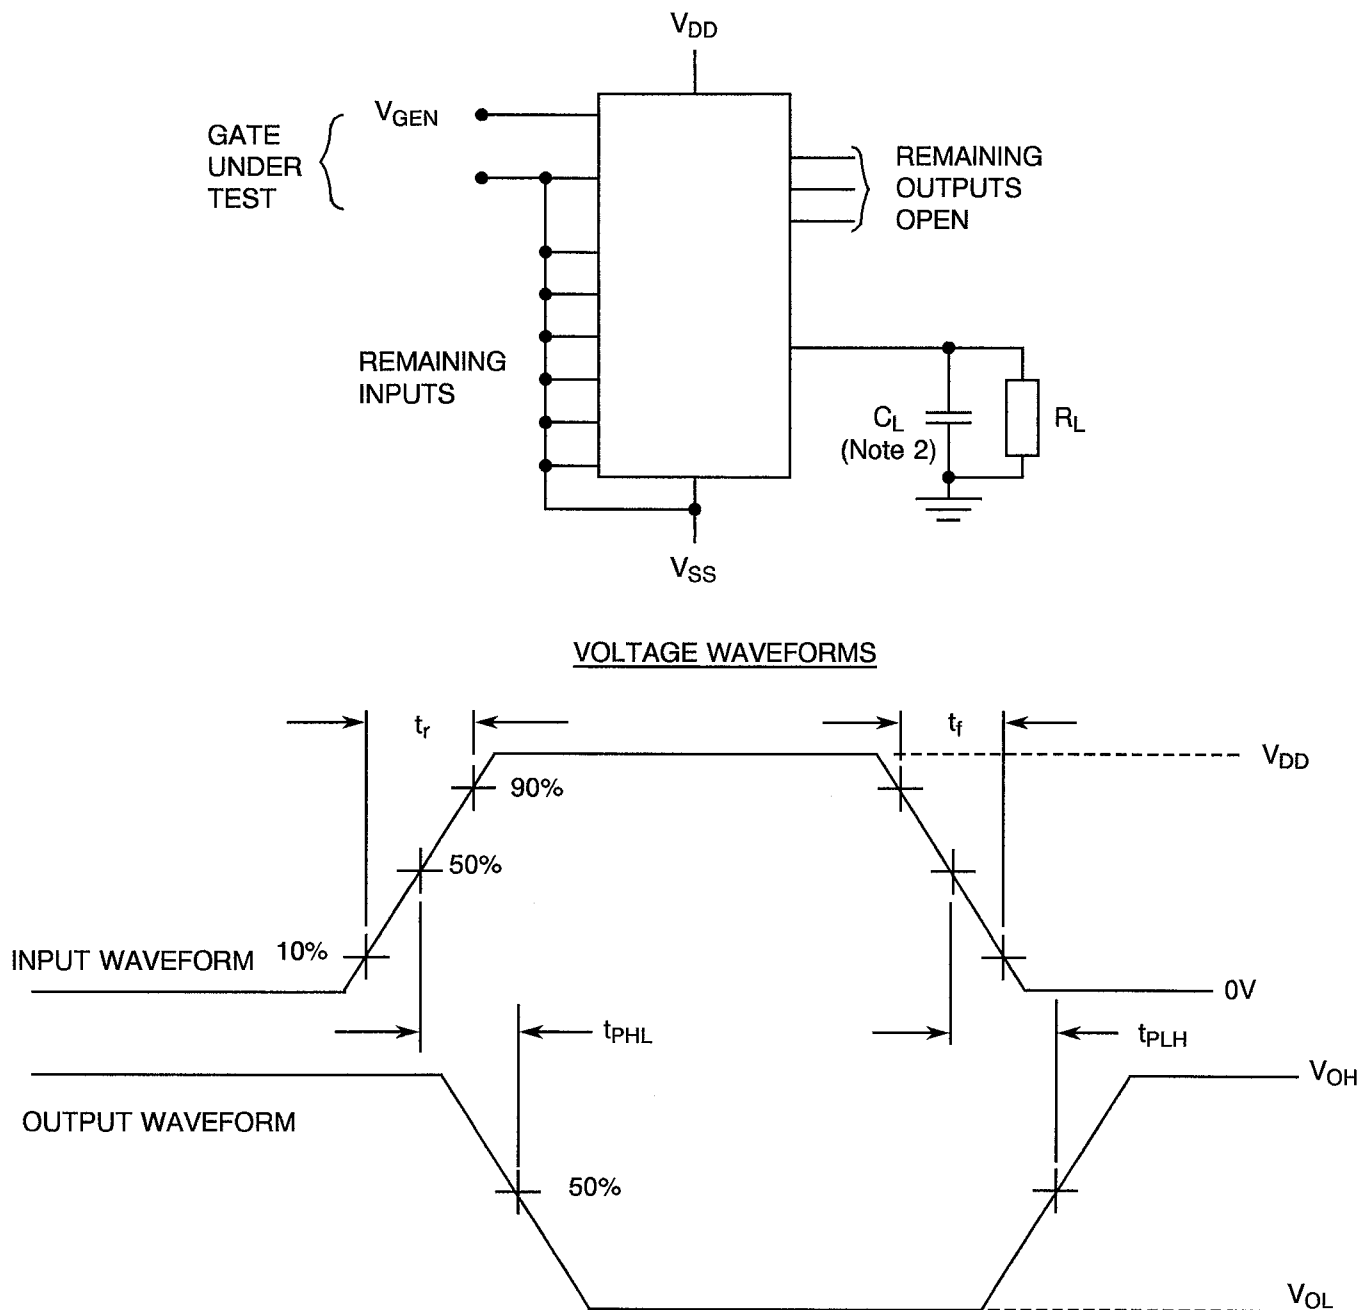 VDD
VGEN
GATE
UNDER
TEST
REMAINING
OUTPUTS
OPEN
REMAINING
INPUTS
CL
(Note 2)
RL
VSS
VOLTAGE WAVEFORMS
tr
tf
VDD
90%
50%
10%
INPUT WAVEFORM
0V
tPHL
tPLH
VOH
OUTPUT WAVEFORM
50%
VOL